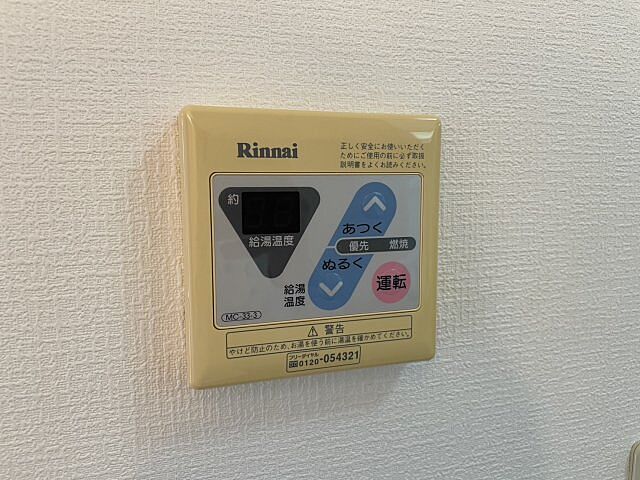 Rinnai
正しく安全にお使いいただく
ためにご使用の前に必ず取扱
説明書をよくお読みください。
約
給湯温度
あつく
優先 燃焼
ぬるく
給湯
温度
運転
MC-33-3
警告
やけど防止のため、お湯を使う前に湯温を確かめてください。
フリーダイヤル
0120-054321